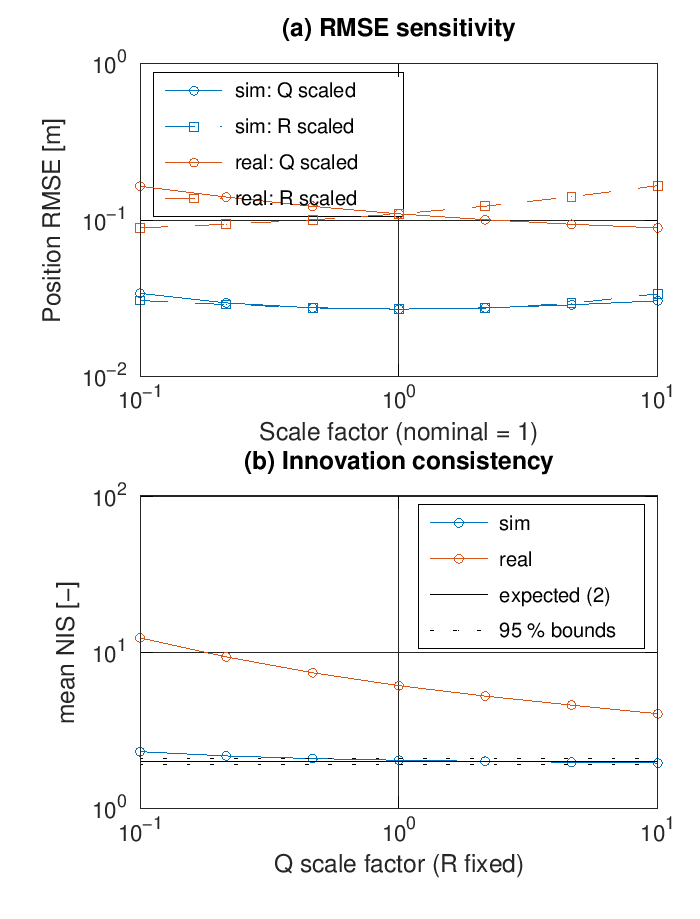 (a) RMSE sensitivity
10^0
10^-1
10^-2
Position RMSE [m]
sim: Q scaled
sim: R scaled
real: Q scaled
real: R scaled
10^-1
10^0
10^1
Scale factor (nominal = 1)
(b) Innovation consistency
10^2
10^1
10^0
mean NIS [−]
sim
real
expected (2)
95 % bounds
10^-1
10^0
10^1
Q scale factor (R fixed)